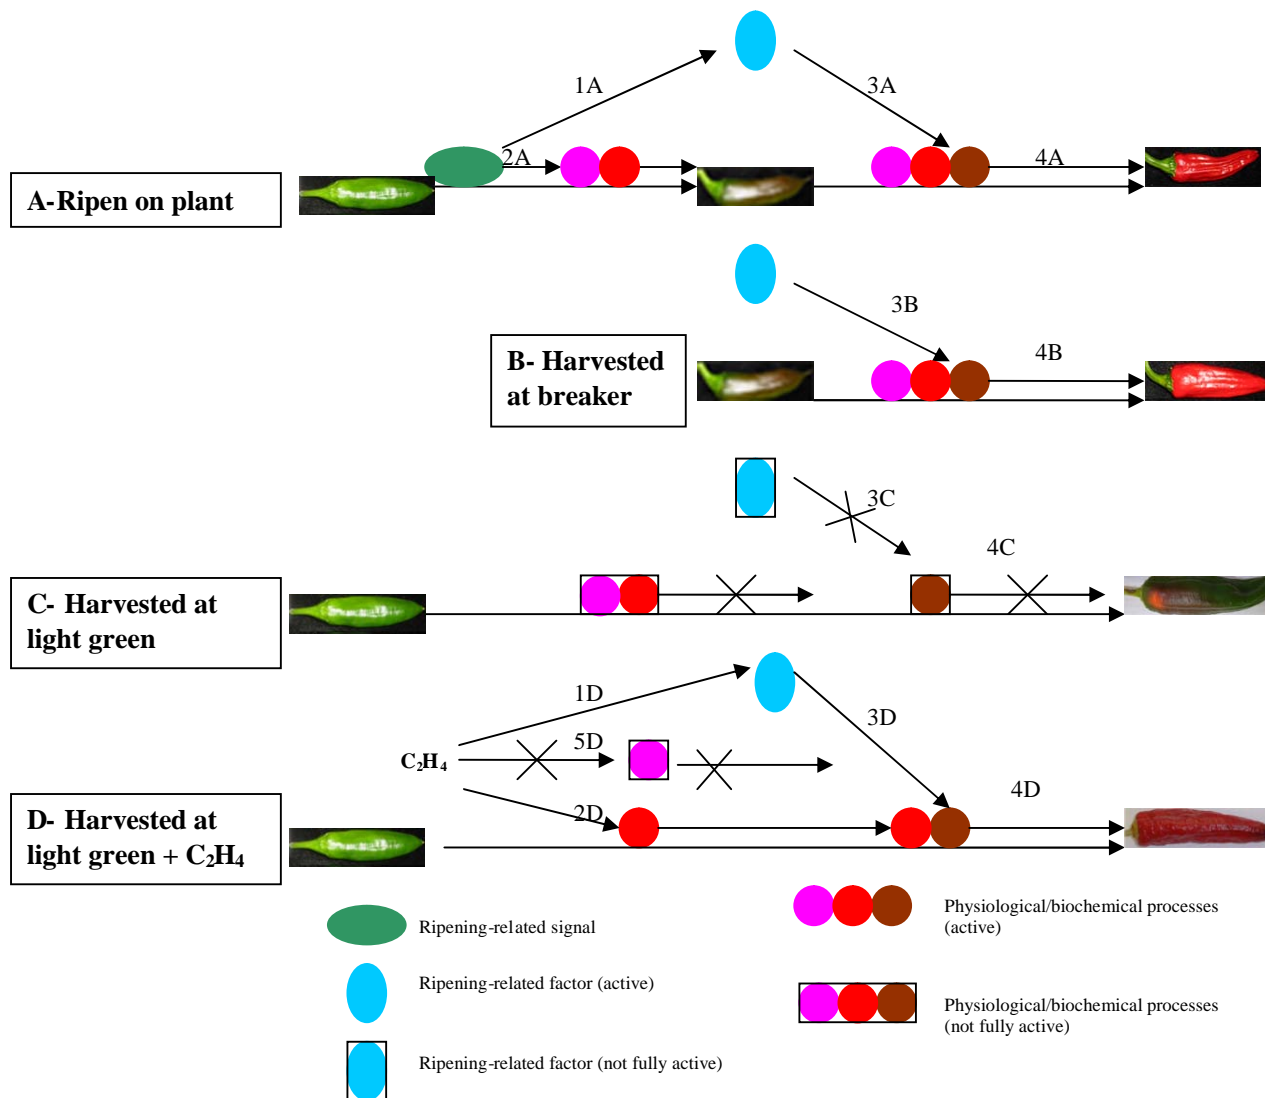 1A
3A
2A
4A
A-Ripen on plant
3B
4B
B- Harvested
at breaker
3C
4C
C- Harvested at
light green
1D
3D
5D
C₂H₄
4D
2D
D- Harvested at
light green + C₂H₄
Ripening-related signal
Physiological/biochemical processes
(active)
Ripening-related factor (active)
Physiological/biochemical processes
(not fully active)
Ripening-related factor (not fully active)